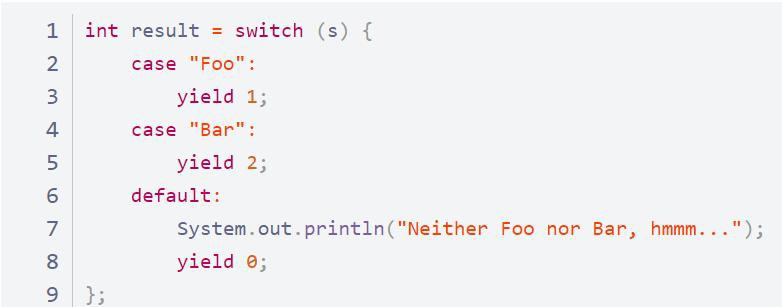 1 int result = switch (s) {
2 case "Foo":
3 yield 1;
4 case "Bar":
5 yield 2;
6 default:
7 System.out.println("Neither Foo nor Bar, hmmm...");
8 yield 0;
9 };